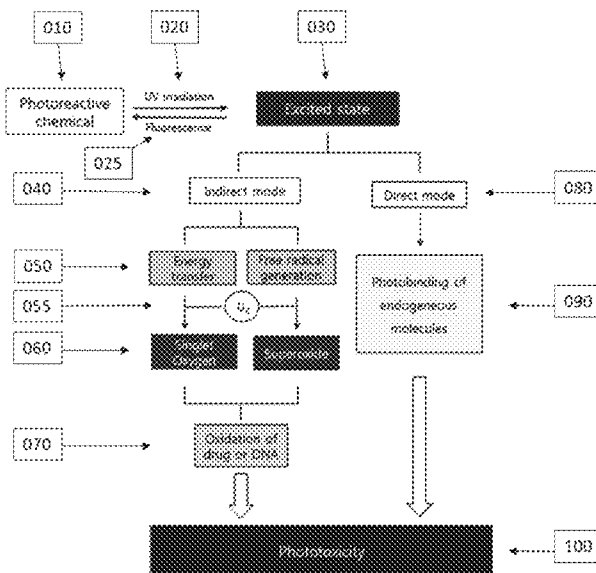 010
020
030
Photoreactive
chemical
UV irradiation
Fluorescence
Excited state
025
040
Indirect mode
Direct mode
080
050
Energy
transfer
Free radical
generation
Photobinding of
endogeneous
molecules
090
055
O₂
060
Singlet
oxygen
Superoxide
070
Oxidation of
drug or DNA
Phototoxicity
100